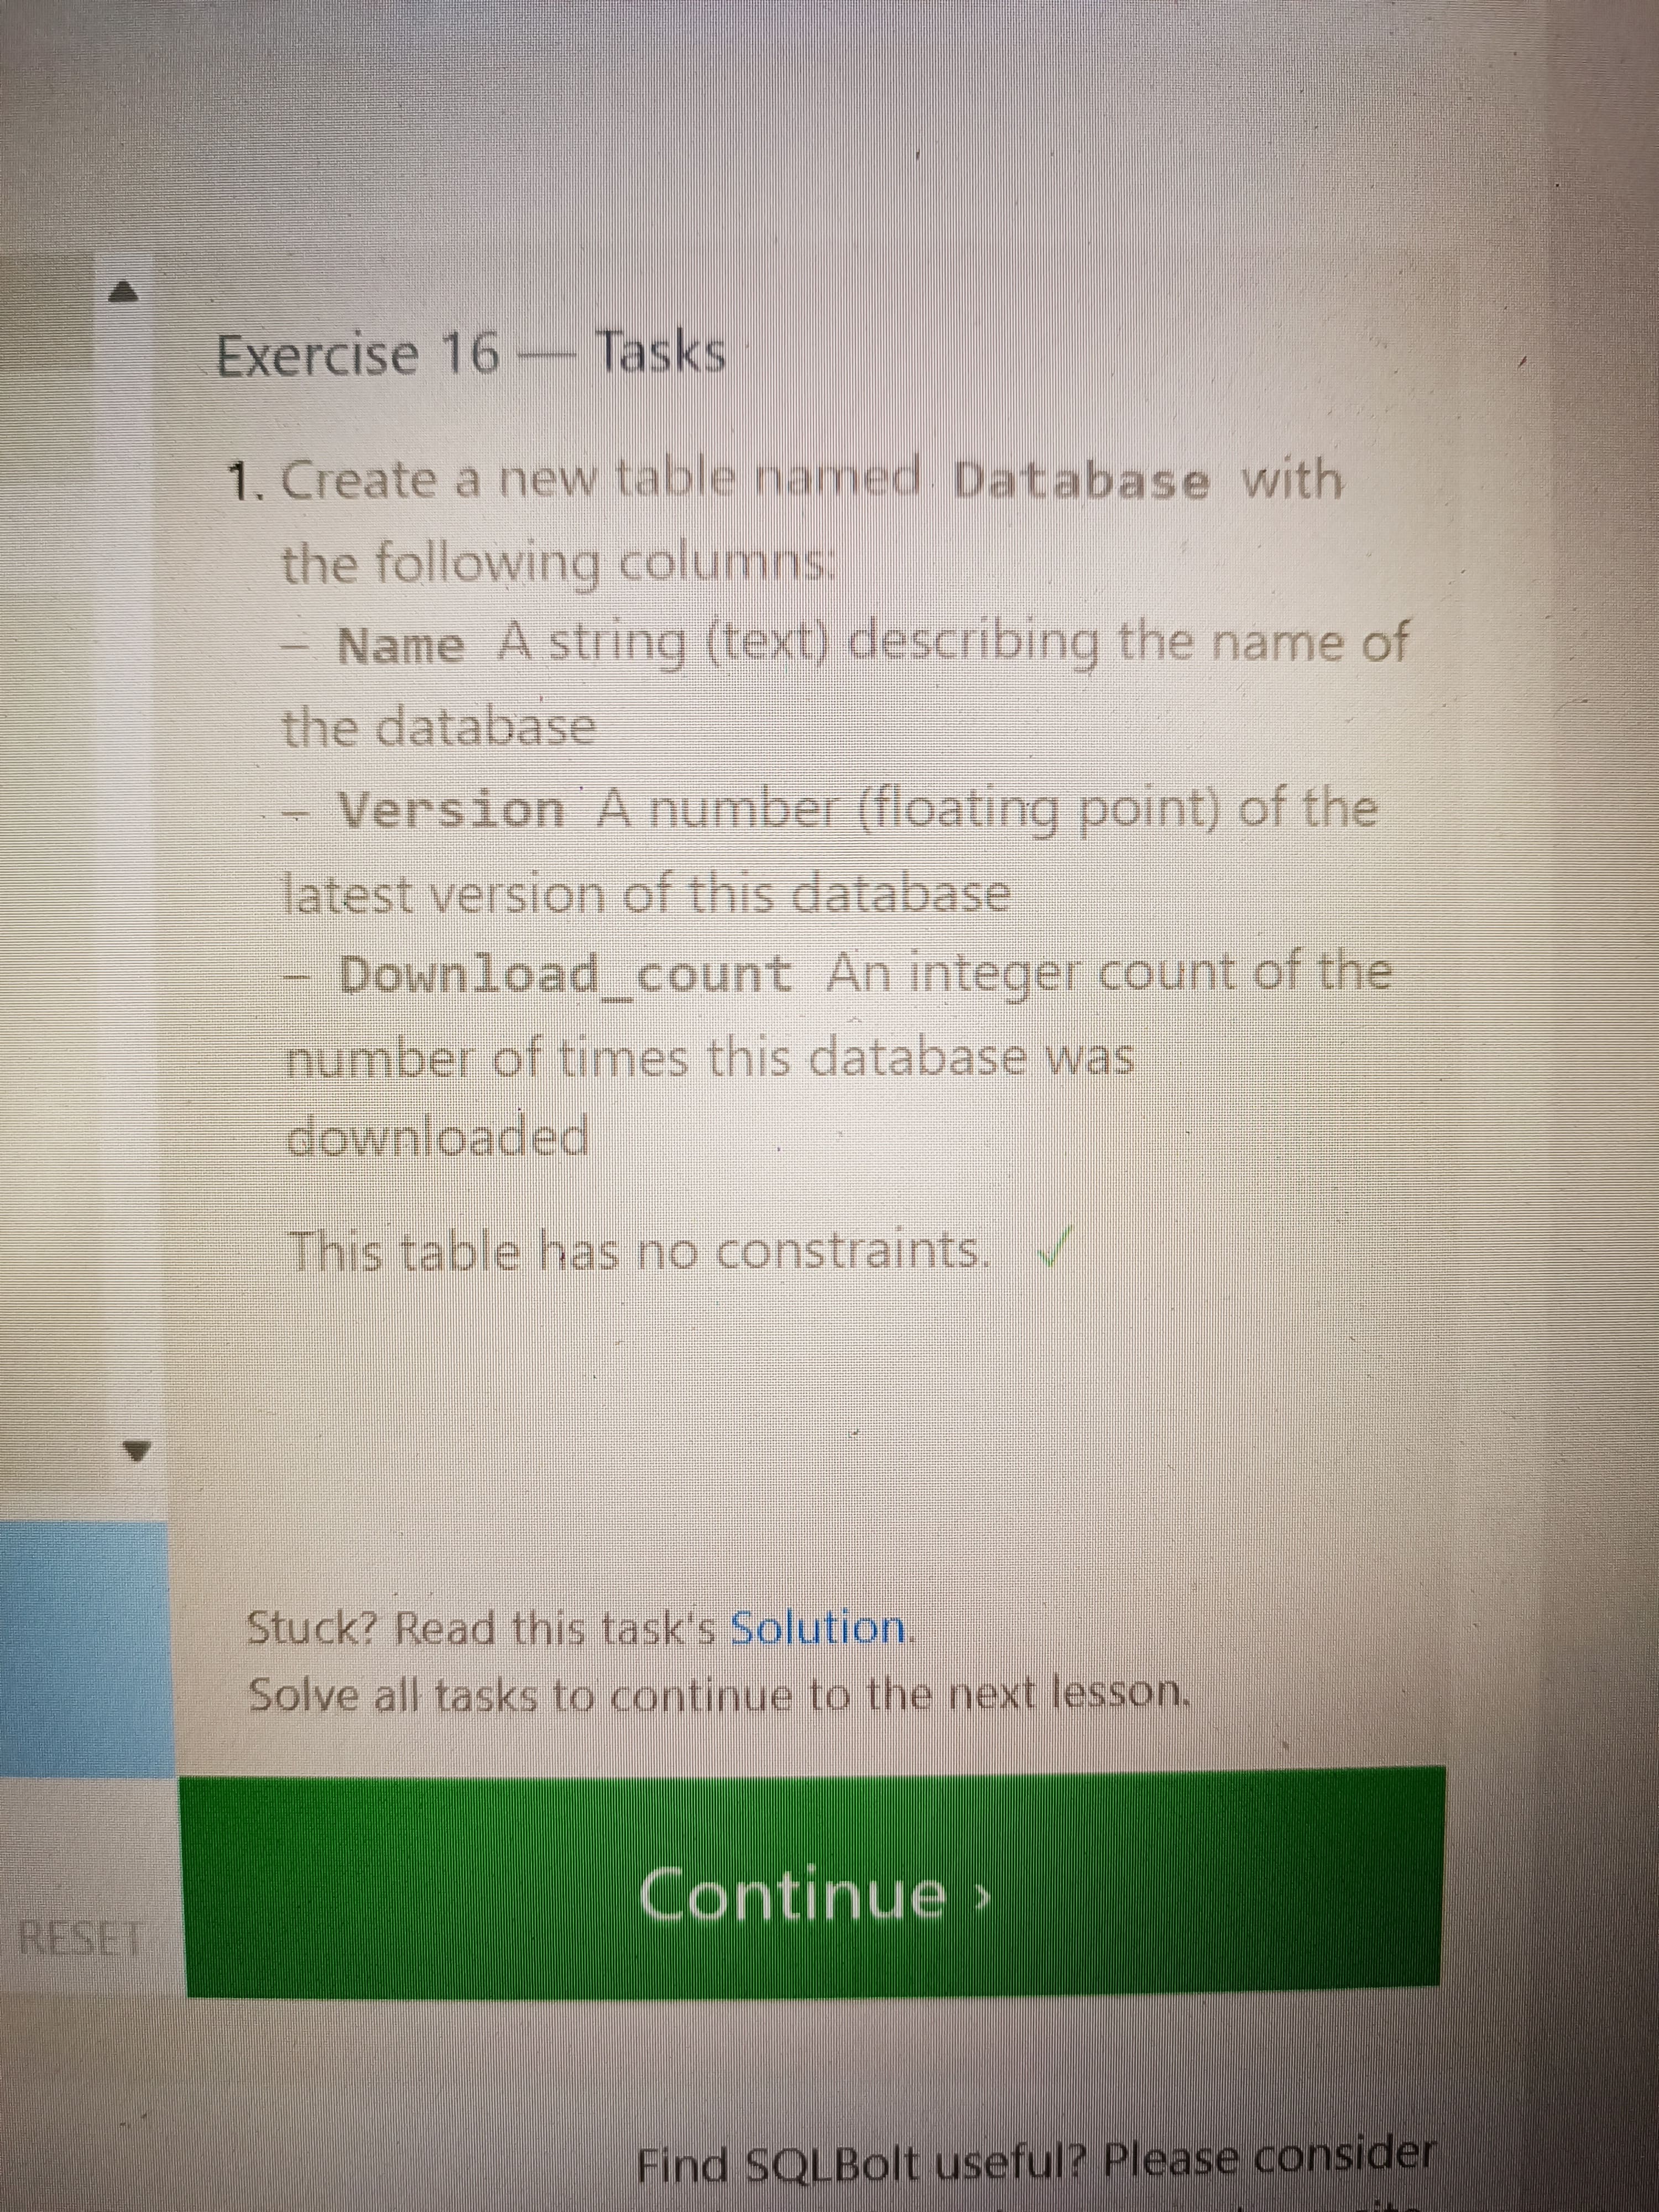 Exercise 16 — Tasks
1. Create a new table named Database with
the following columns:
– Name A string (text) describing the name of
the database
– Version A number (floating point) of the
latest version of this database
– Download_count An integer count of the
number of times this database was
downloaded
This table has no constraints. ✓
Stuck? Read this task's Solution.
Solve all tasks to continue to the next lesson.
Continue ›
RESET
Find SQLBolt useful? Please consider